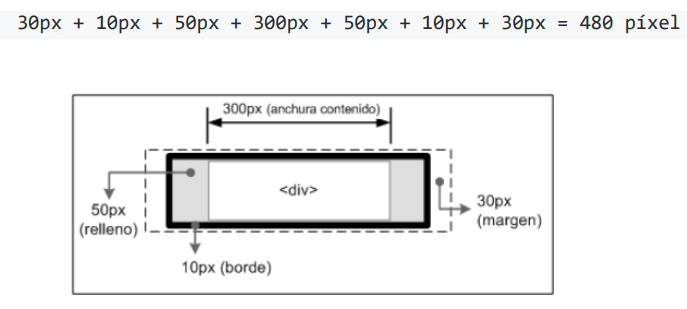 30px + 10px + 50px + 300px + 50px + 10px + 30px = 480 píxel
300px (anchura contenido)
<div>
50px
(relleno)
30px
(margen)
10px (borde)